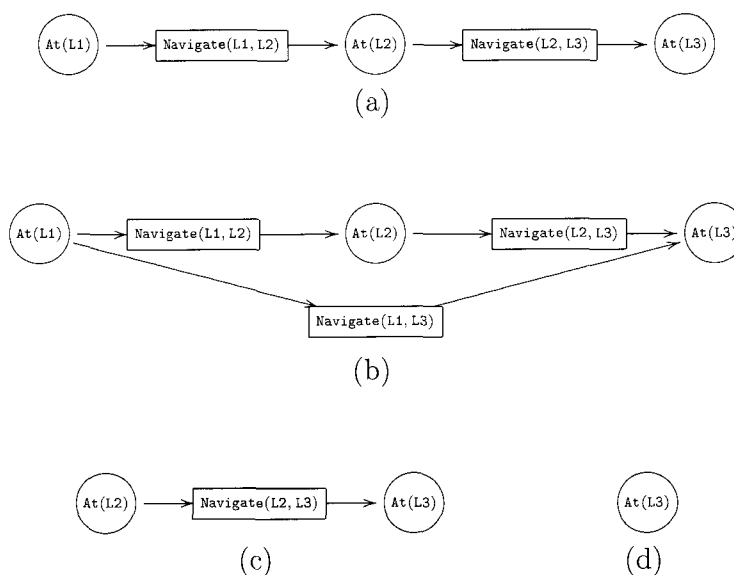 At(L1) Navigate(L1, L2) At(L2) Navigate(L2, L3) At(L3)
(a)
At(L1) Navigate(L1, L2) At(L2) Navigate(L2, L3) At(L3)
Navigate(L1, L3)
(b)
At(L2) Navigate(L2, L3) At(L3) At(L3)
(c) (d)